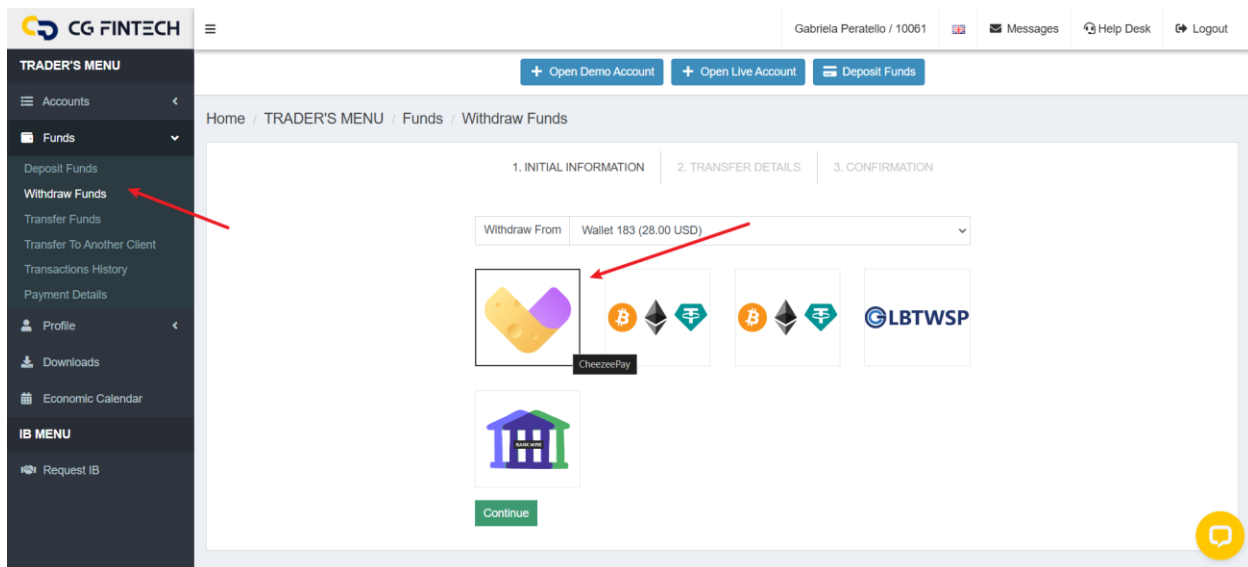 CG FINTECH
Gabriela Peratello / 10061
Messages
Help Desk
Logout
TRADER'S MENU
Accounts
Funds
Deposit Funds
Withdraw Funds
Transfer Funds
Transfer To Another Client
Transactions History
Payment Details
Profile
Downloads
Economic Calendar
IB MENU
Request IB
+ Open Demo Account
+ Open Live Account
Deposit Funds
Home / TRADER'S MENU / Funds / Withdraw Funds
1. INITIAL INFORMATION
2. TRANSFER DETAILS
3. CONFIRMATION
Withdraw From
Wallet 183 (28.00 USD)
GLBTWSP
CheezeePay
BANK WIRE
Continue